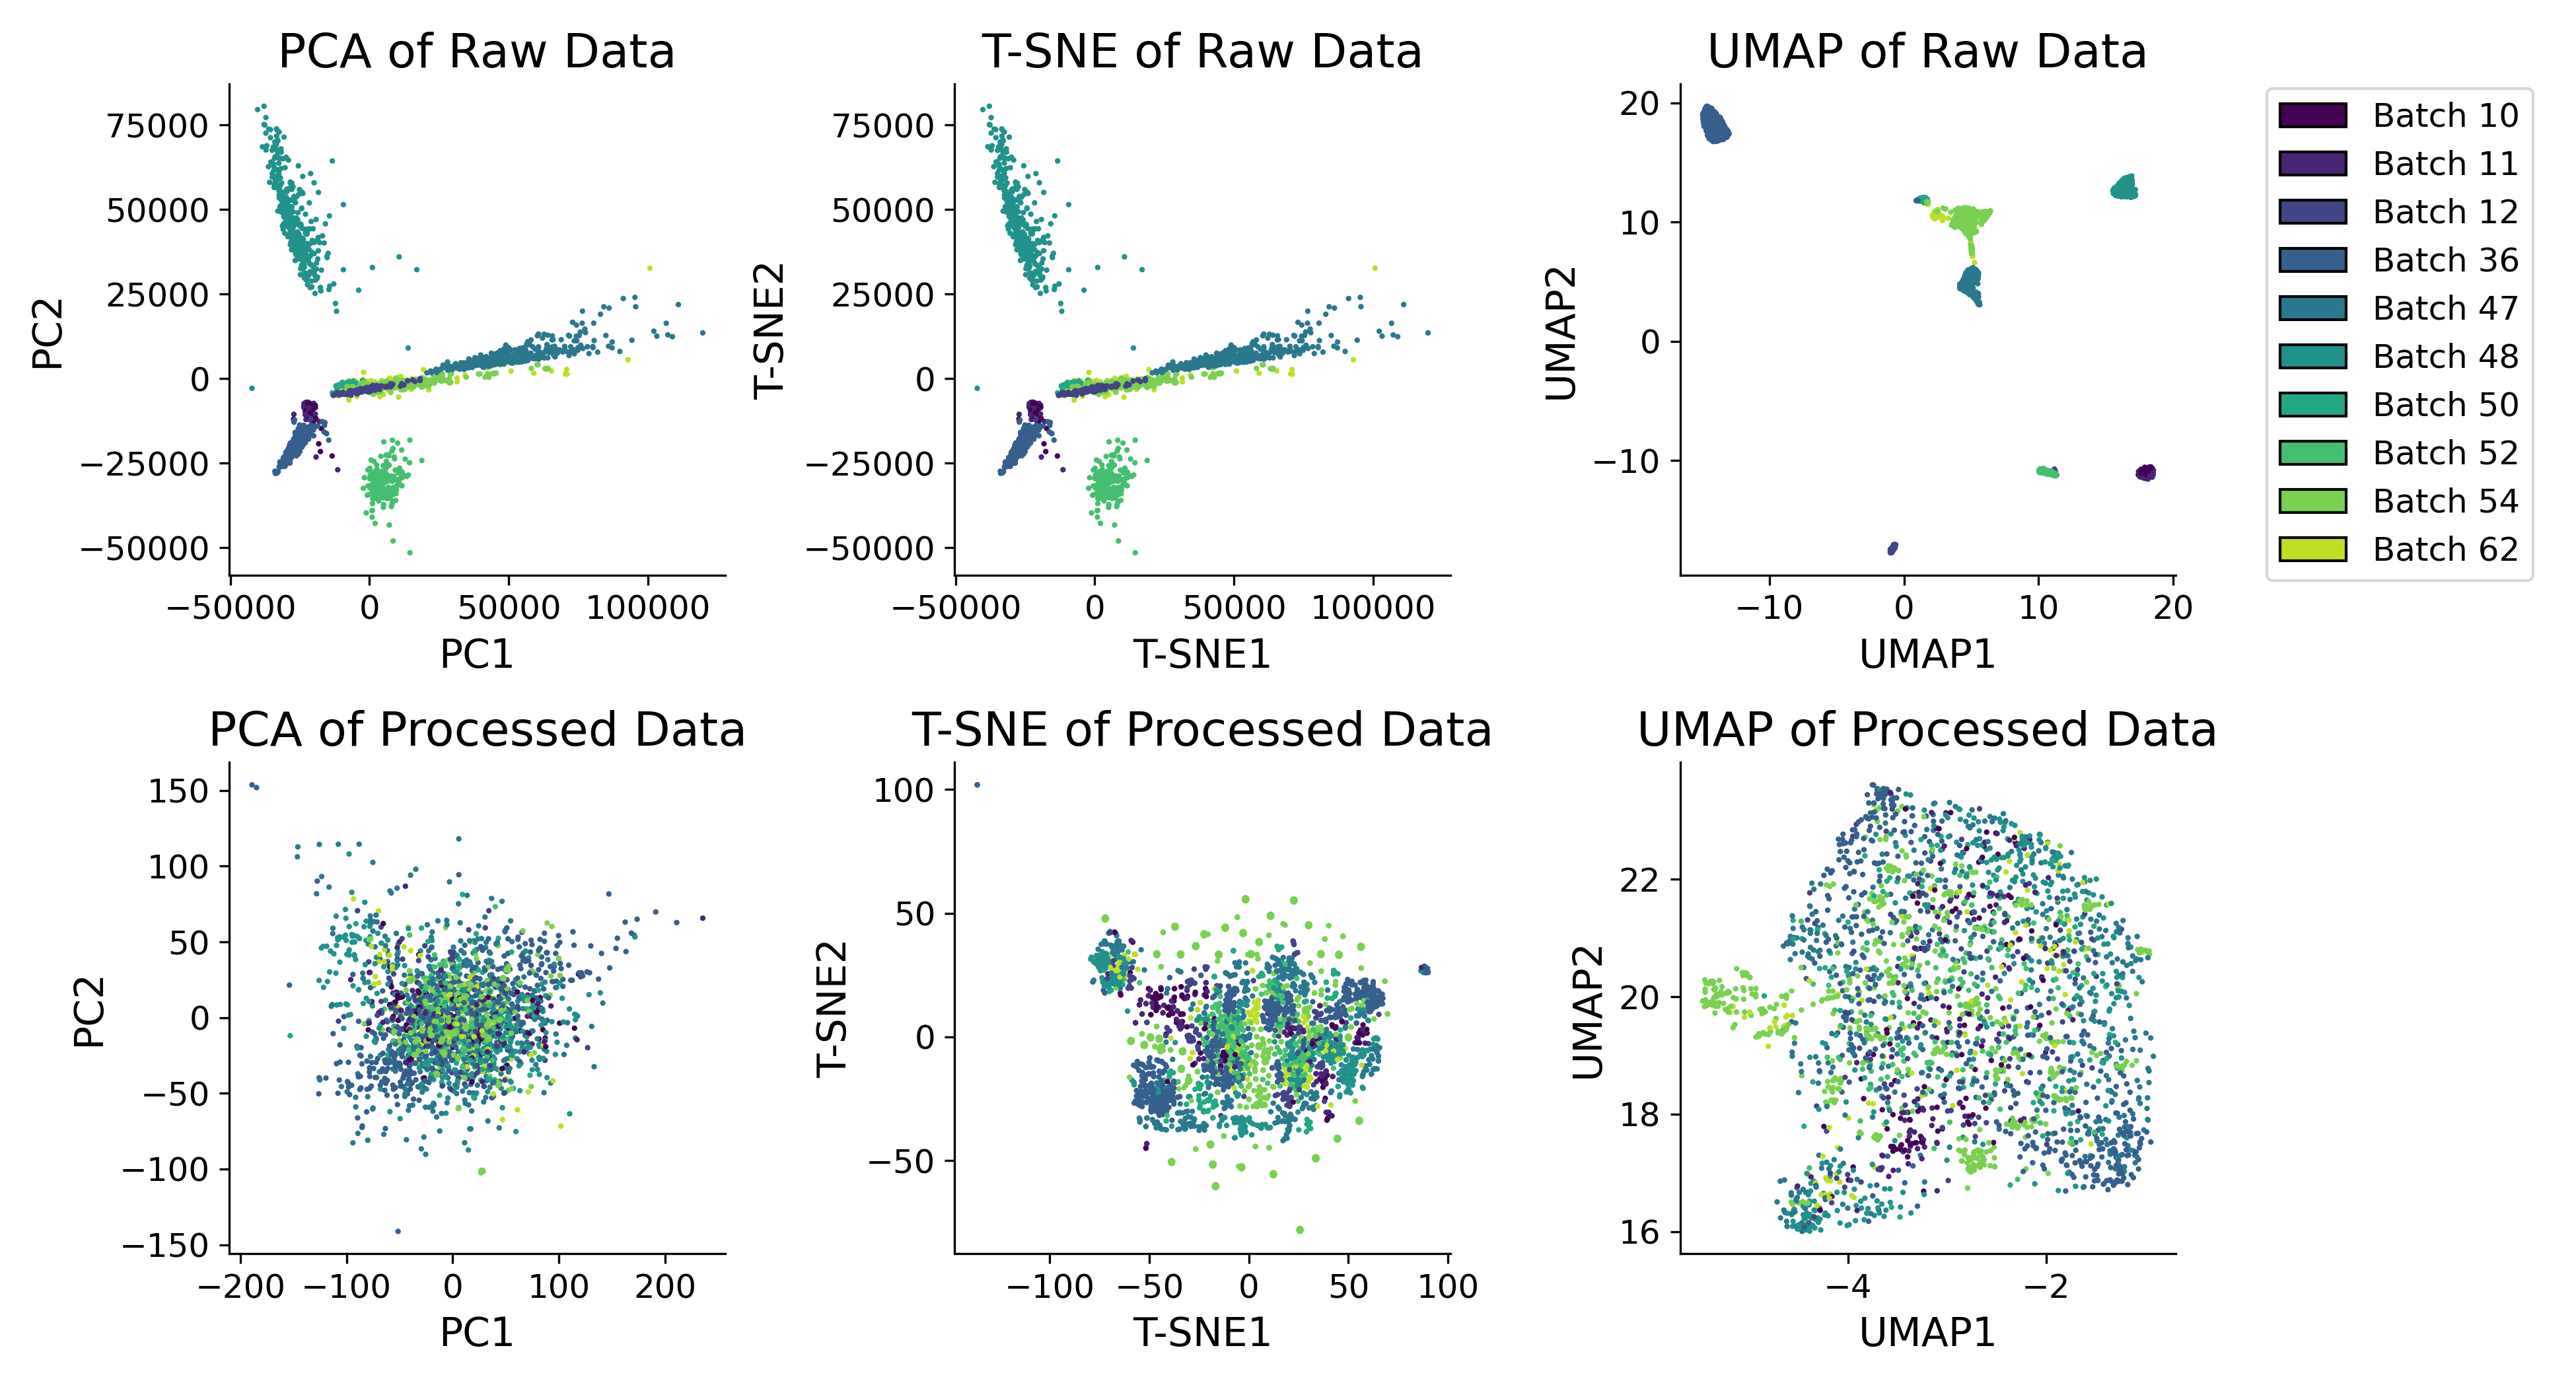 PCA of Raw Data
75000
50000
25000
0
−25000
−50000
PC2
−50000 0 50000 100000
PC1
T-SNE of Raw Data
75000
50000
25000
0
−25000
−50000
T-SNE2
−50000 0 50000 100000
T-SNE1
UMAP of Raw Data
20
10
0
−10
UMAP2
−10 0 10 20
UMAP1
Batch 10
Batch 11
Batch 12
Batch 36
Batch 47
Batch 48
Batch 50
Batch 52
Batch 54
Batch 62
PCA of Processed Data
150
100
50
0
−50
−100
−150
PC2
−200 −100 0 100 200
PC1
T-SNE of Processed Data
100
50
0
−50
T-SNE2
−100 −50 0 50 100
T-SNE1
UMAP of Processed Data
22
20
18
16
UMAP2
−4 −2
UMAP1